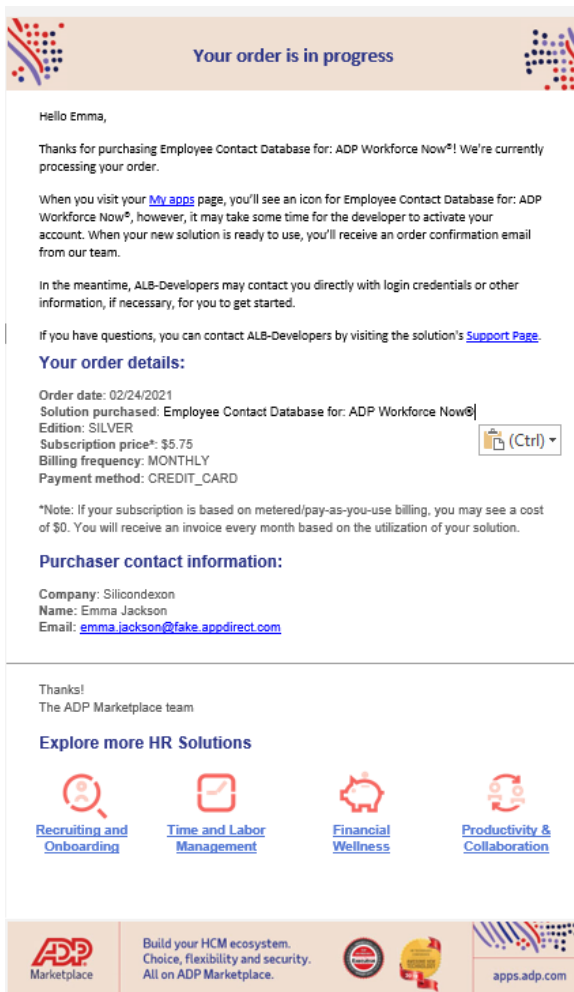 Your order is in progress
Hello Emma,
Thanks for purchasing Employee Contact Database for: ADP Workforce Now®! We're currently
processing your order.
When you visit your My apps page, you'll see an icon for Employee Contact Database for: ADP
Workforce Now®, however, it may take some time for the developer to activate your
account. When your new solution is ready to use, you'll receive an order confirmation email
from our team.
In the meantime, ALB-Developers may contact you directly with login credentials or other
information, if necessary, for you to get started.
If you have questions, you can contact ALB-Developers by visiting the solution's Support Page.
Your order details:
Order date: 02/24/2021
Solution purchased: Employee Contact Database for: ADP Workforce Now®
Edition: SILVER
(Ctrl)
Subscription price*: $5.75
Billing frequency: MONTHLY
Payment method: CREDIT_CARD
*Note: If your subscription is based on metered/pay-as-you-use billing, you may see a cost
of $0. You will receive an invoice every month based on the utilization of your solution.
Purchaser contact information:
Company: Silicondexon
Name: Emma Jackson
Email: emma.jackson@fake.appdirect.com
Thanks!
The ADP Marketplace team
Explore more HR Solutions
Recruiting and
Onboarding
Time and Labor
Management
Financial
Wellness
Productivity &
Collaboration
ADP
Marketplace
Build your HCM ecosystem.
Choice, flexibility and security.
All on ADP Marketplace.
apps.adp.com